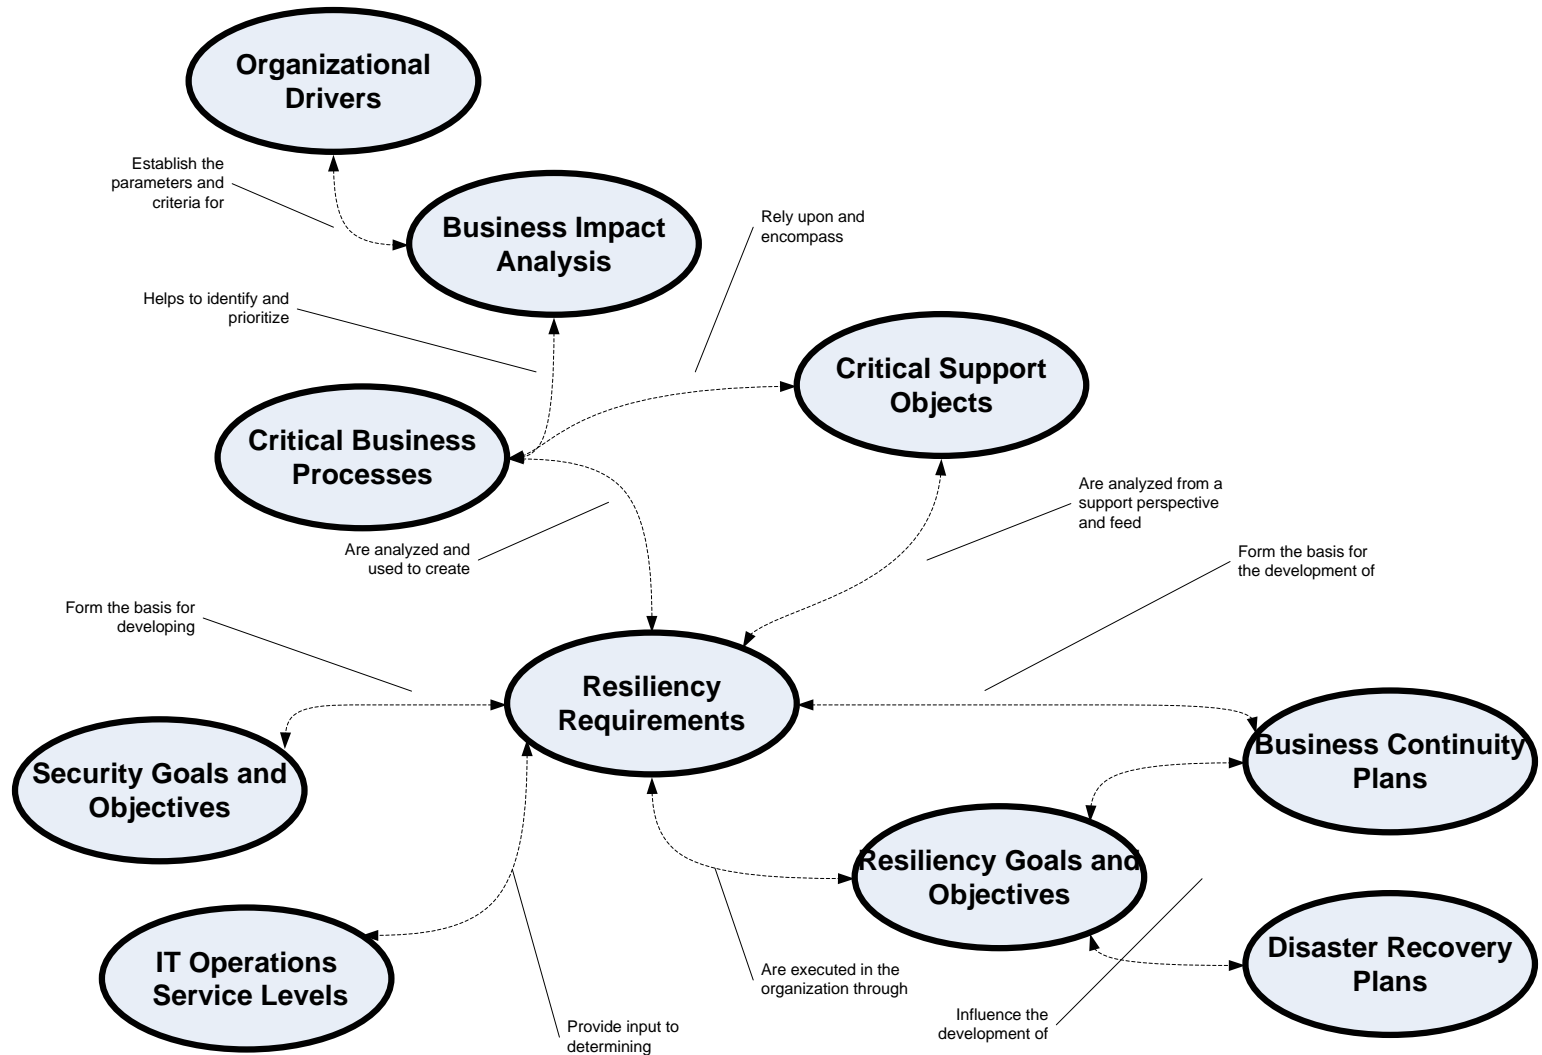 Organizational
Drivers
Establish the
parameters and
criteria for
Business Impact
Analysis
Rely upon and
encompass
Helps to identify and
prioritize
Critical Support
Objects
Critical Business
Processes
Are analyzed from a
support perspective
and feed
Are analyzed and
used to create
Form the basis for
the development of
Form the basis for
developing
Resiliency
Requirements
Security Goals and
Objectives
Business Continuity
Plans
Resiliency Goals and
Objectives
IT Operations
Service Levels
Disaster Recovery
Plans
Are executed in the
organization through
Provide input to
determining
Influence the
development of